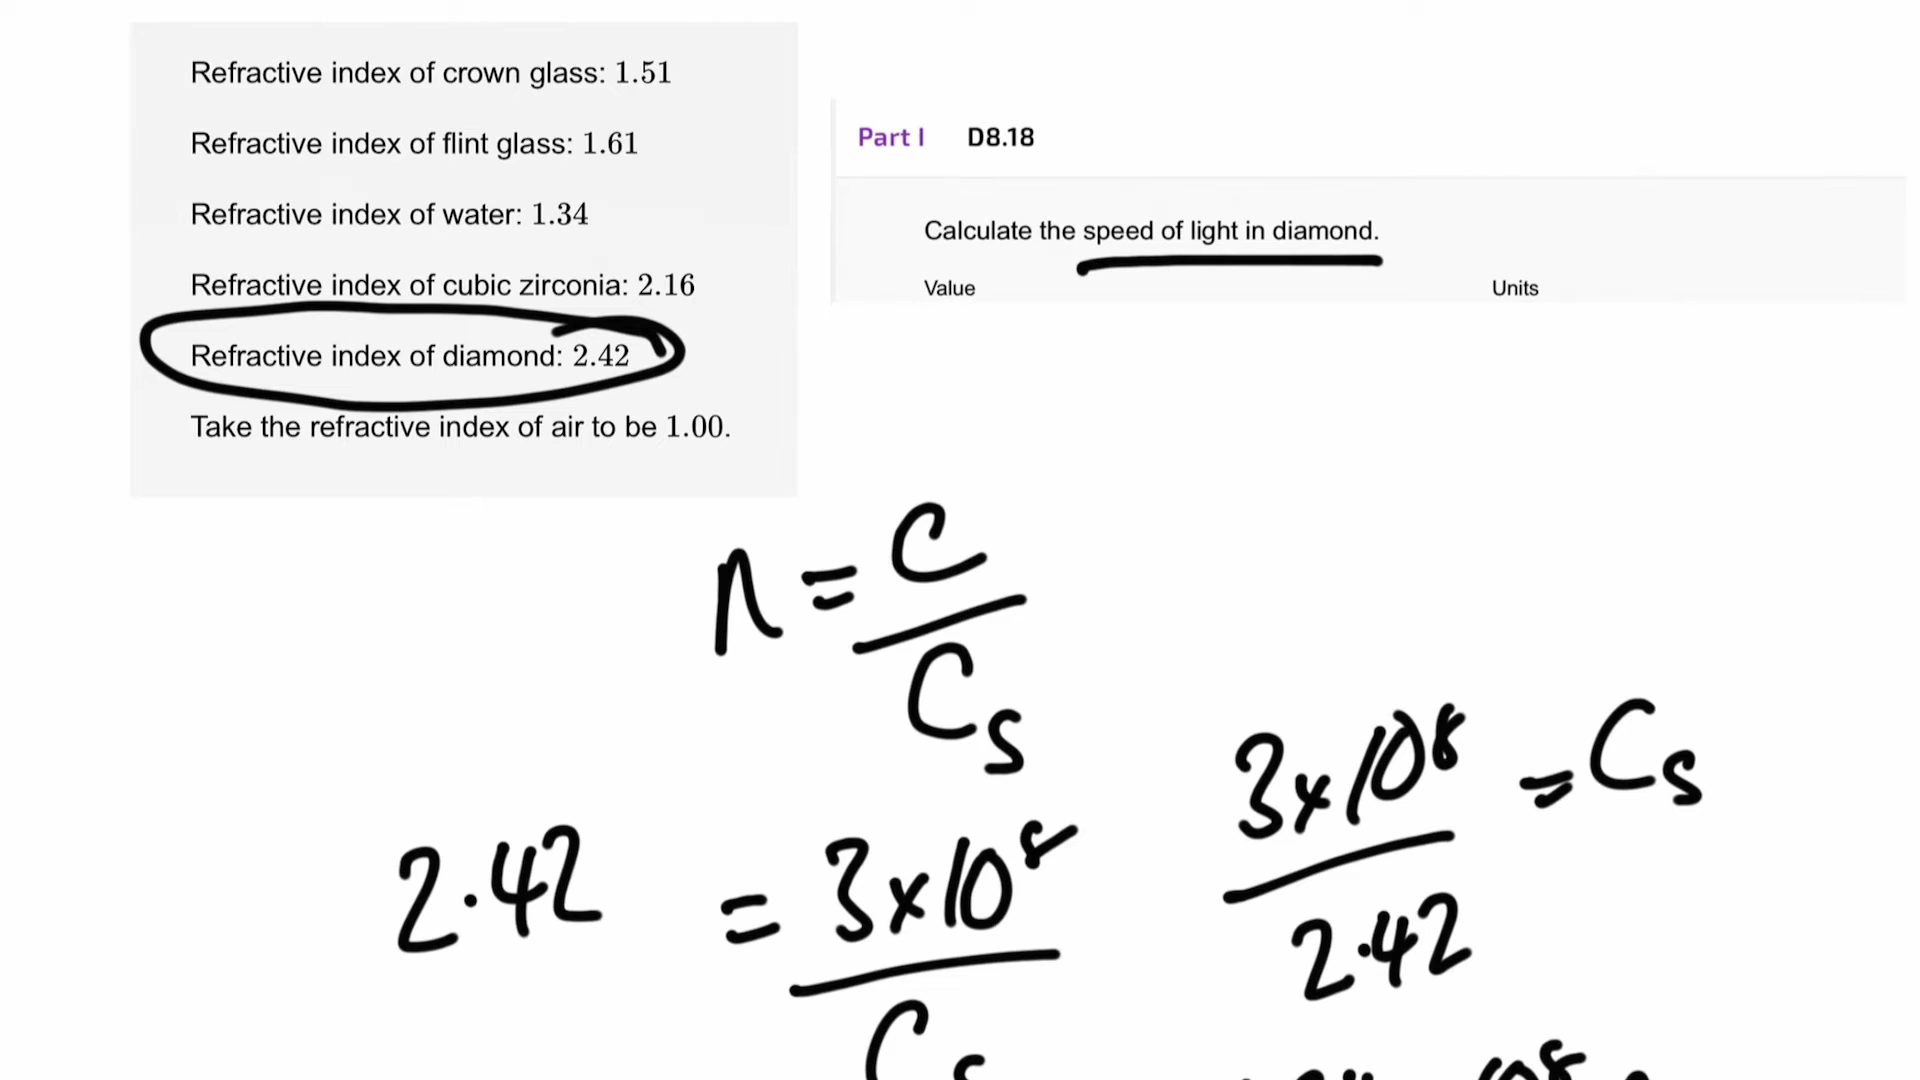 Refractive index of crown glass: 1.51
Refractive index of flint glass: 1.61
Refractive index of water: 1.34
Refractive index of cubic zirconia: 2.16
Refractive index of diamond: 2.42
Take the refractive index of air to be 1.00.
Part I D8.18
Calculate the speed of light in diamond.
Value Units
n = C
Cs
2.42 = 3x10⁸
Cs
3x10⁸ = Cs
2.42